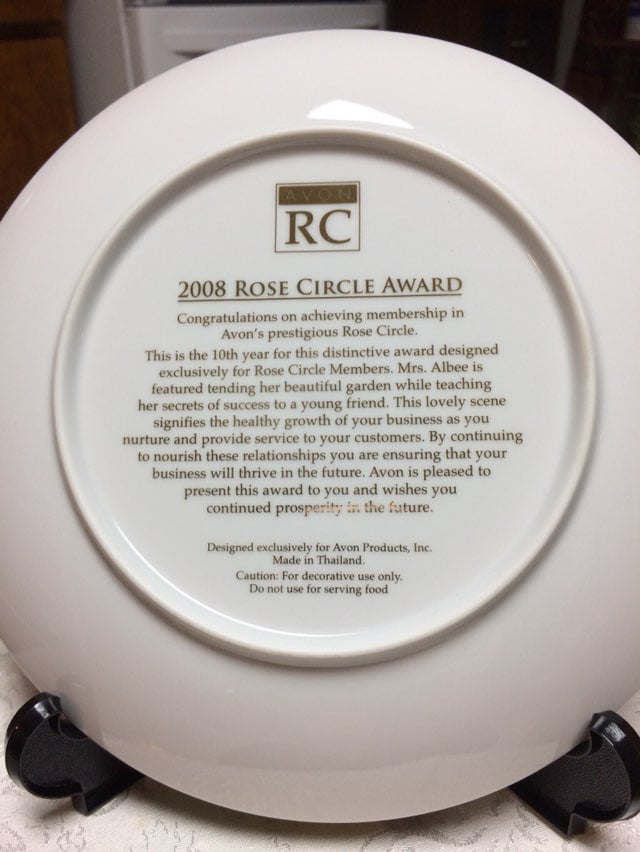 AVON
RC
2008 ROSE CIRCLE AWARD
Congratulations on achieving membership in
Avon's prestigious Rose Circle.
This is the 10th year for this distinctive award designed
exclusively for Rose Circle Members. Mrs. Albee is
featured tending her beautiful garden while teaching
her secrets of success to a young friend. This lovely scene
signifies the healthy growth of your business as you
nurture and provide service to your customers. By continuing
to nourish these relationships you are ensuring that your
business will thrive in the future. Avon is pleased to
present this award to you and wishes you
continued prosperity in the future.
Designed exclusively for Avon Products, Inc.
Made in Thailand.
Caution: For decorative use only.
Do not use for serving food